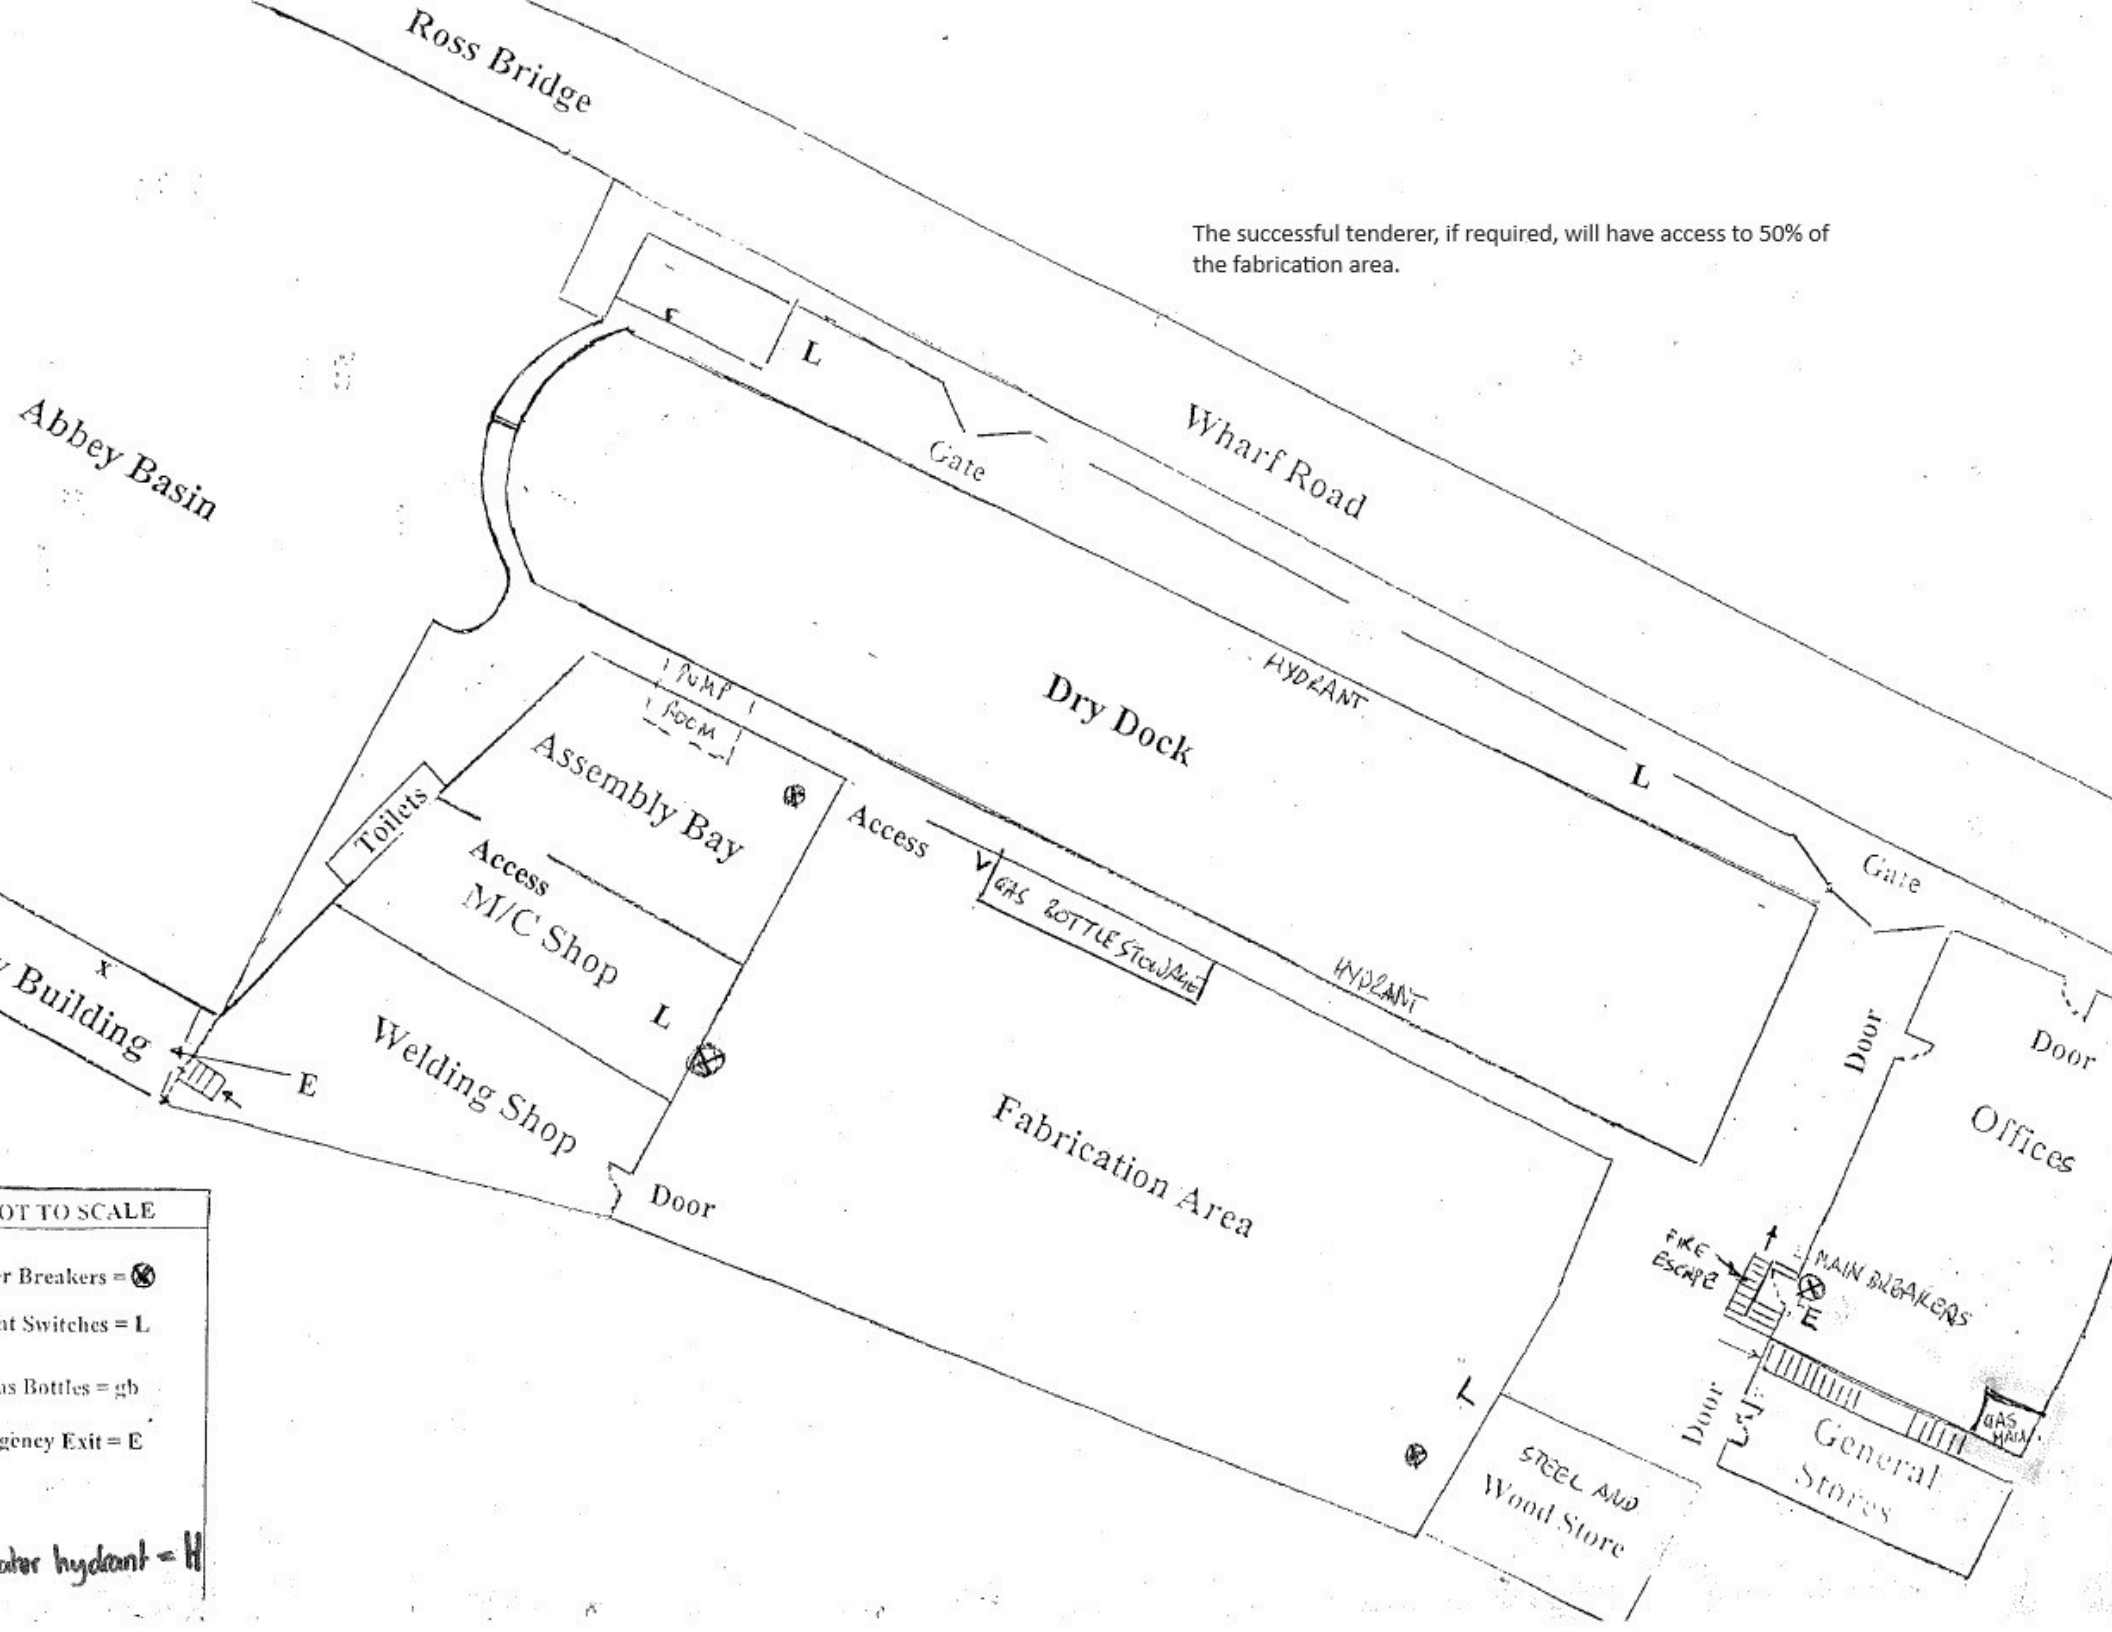 Ross Bridge
The successful tenderer, if required, will have access to 50% of
the fabrication area.
L
Abbey Basin
Gate
Wharf Road
HYDRANT
PUMP
ROOM
Dry Dock
Assembly Bay
Toilets
Access
L
Gate
Access
M/C Shop
GAS BOTTLE STOWAGE
HYDRANT
L
x
y Building
E
Welding Shop
Door
Door
Offices
Fabrication Area
Door
FIRE
ESCAPE
MAIN BREAKERS
E
L
Door
GAS
MAIN
General
Stores
STEEL AND
Wood Store
OT TO SCALE
r Breakers =
ht Switches = L
as Bottles = gb
gency Exit = E
ater hydrant = H